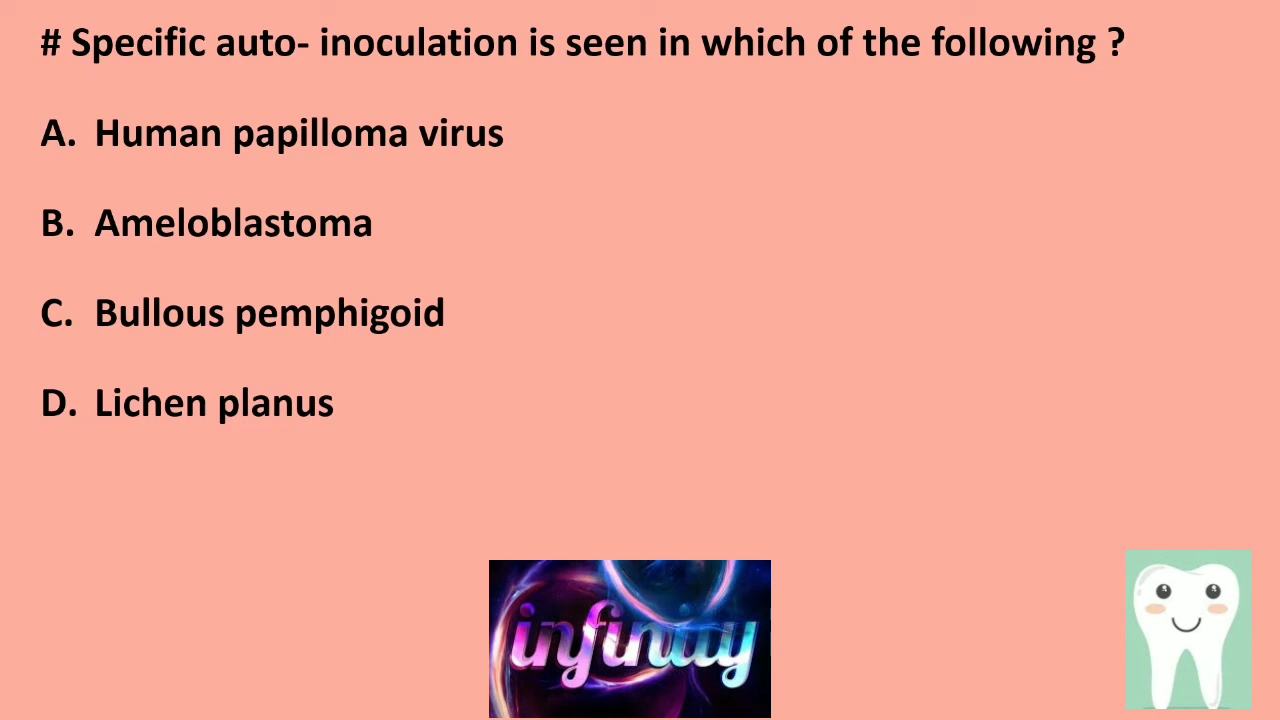 # Specific auto- inoculation is seen in which of the following ?
A. Human papilloma virus
B. Ameloblastoma
C. Bullous pemphigoid
D. Lichen planus
infinity